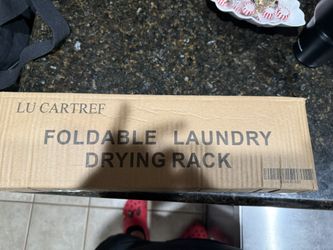 LU CARTREF
FOLDABLE LAUNDRY
DRYING RACK